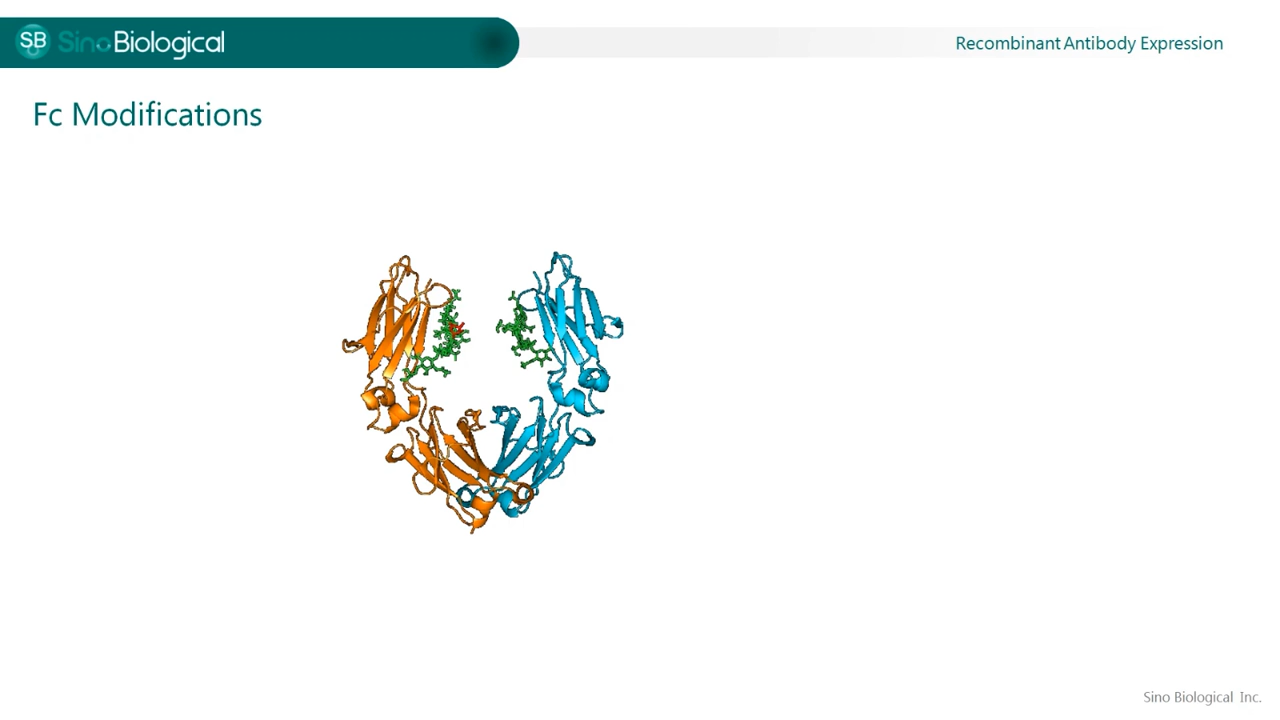 SB SinoBiological
Recombinant Antibody Expression
Fc Modifications
Sino Biological Inc.